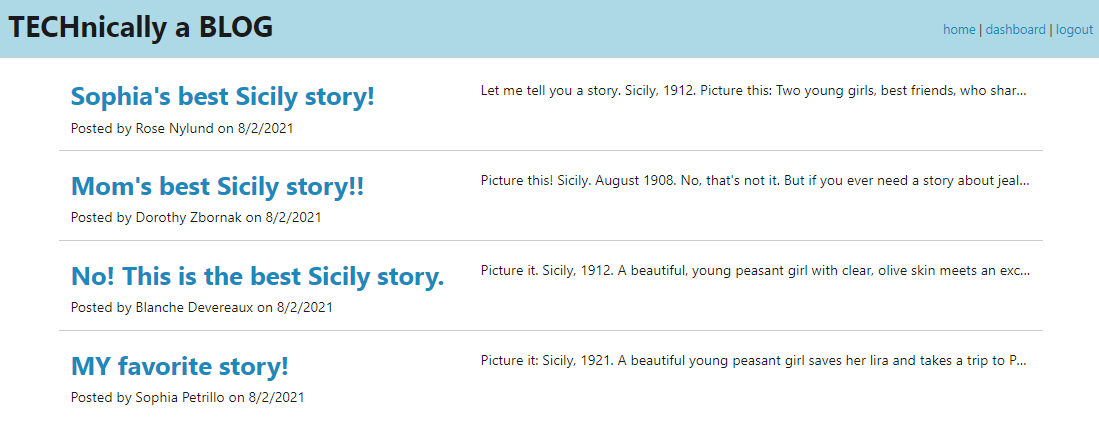 TECHnically a BLOG
home | dashboard | logout
Sophia's best Sicily story!
Let me tell you a story. Sicily, 1912. Picture this: Two young girls, best friends, who shar...
Posted by Rose Nylund on 8/2/2021
Mom's best Sicily story!!
Picture this! Sicily. August 1908. No, that's not it. But if you ever need a story about jeal...
Posted by Dorothy Zbornak on 8/2/2021
No! This is the best Sicily story.
Picture it. Sicily, 1912. A beautiful, young peasant girl with clear, olive skin meets an exc...
Posted by Blanche Devereaux on 8/2/2021
MY favorite story!
Picture it: Sicily, 1921. A beautiful young peasant girl saves her lira and takes a trip to P...
Posted by Sophia Petrillo on 8/2/2021